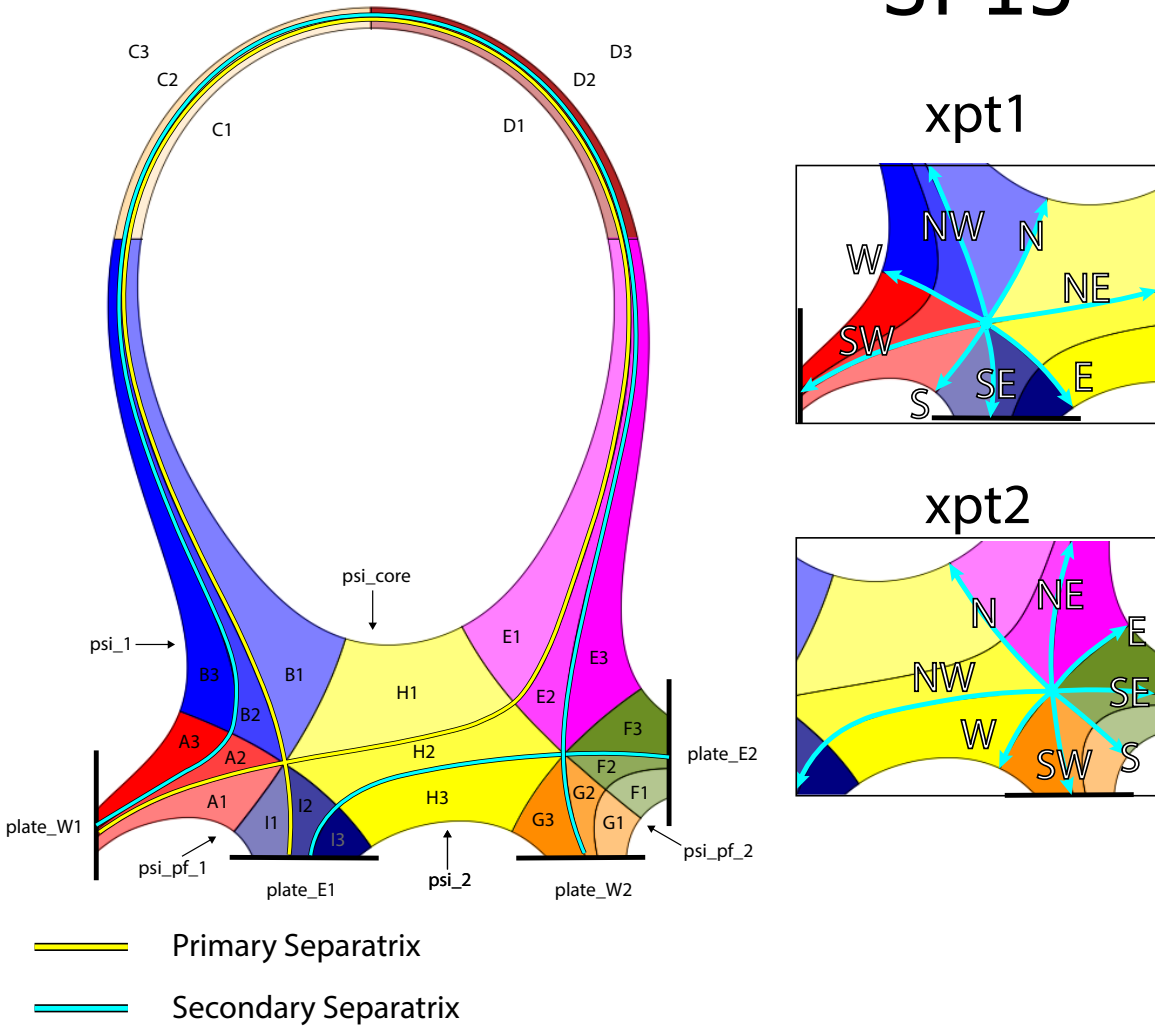 C3
D3
C2
D2
C1
D1
psi_core
psi_1
E1
E3
B3
B1
H1
E2
B2
F3
A3
A2
H2
plate_E2
F2
A1
I2
H3
G2
F1
I1
G3
G1
plate_W1
I3
psi_pf_1
psi_2
psi_pf_2
plate_E1
plate_W2
Primary Separatrix
Secondary Separatrix
xpt1
NW
N
W
NE
SW
SE
E
S
xpt2
N
NE
E
NW
SE
W
SW
S